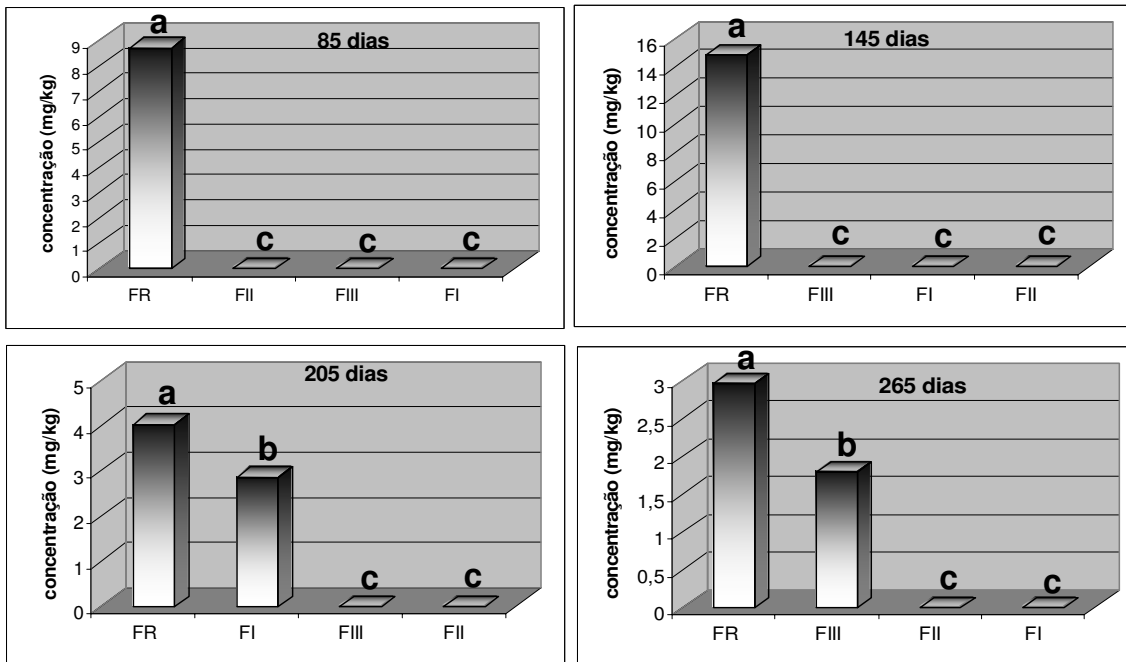 85 dias
concentração (mg/kg)
9
8
7
6
5
4
3
2
1
0
a
c
c
c
FR
FII
FIII
FI
145 dias
concentração (mg/kg)
16
14
12
10
8
6
4
2
0
a
c
c
c
FR
FIII
FI
FII
205 dias
concentração (mg/kg)
5
4
3
2
1
0
a
b
c
c
FR
FI
FIII
FII
265 dias
concentração (mg/kg)
3
2,5
2
1,5
1
0,5
0
a
b
c
c
FR
FIII
FII
FI